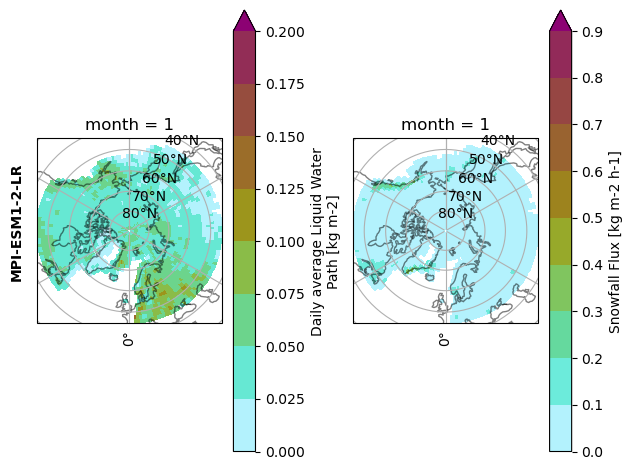 MPI-ESM1-2-LR
month = 1
40°N
50°N
60°N
70°N
80°N
0°
0.200
0.175
0.150
0.125
0.100
0.075
0.050
0.025
0.000
Daily average Liquid Water
Path [kg m-2]
month = 1
40°N
50°N
60°N
70°N
80°N
0°
0.9
0.8
0.7
0.6
0.5
0.4
0.3
0.2
0.1
0.0
Snowfall Flux [kg m-2 h-1]